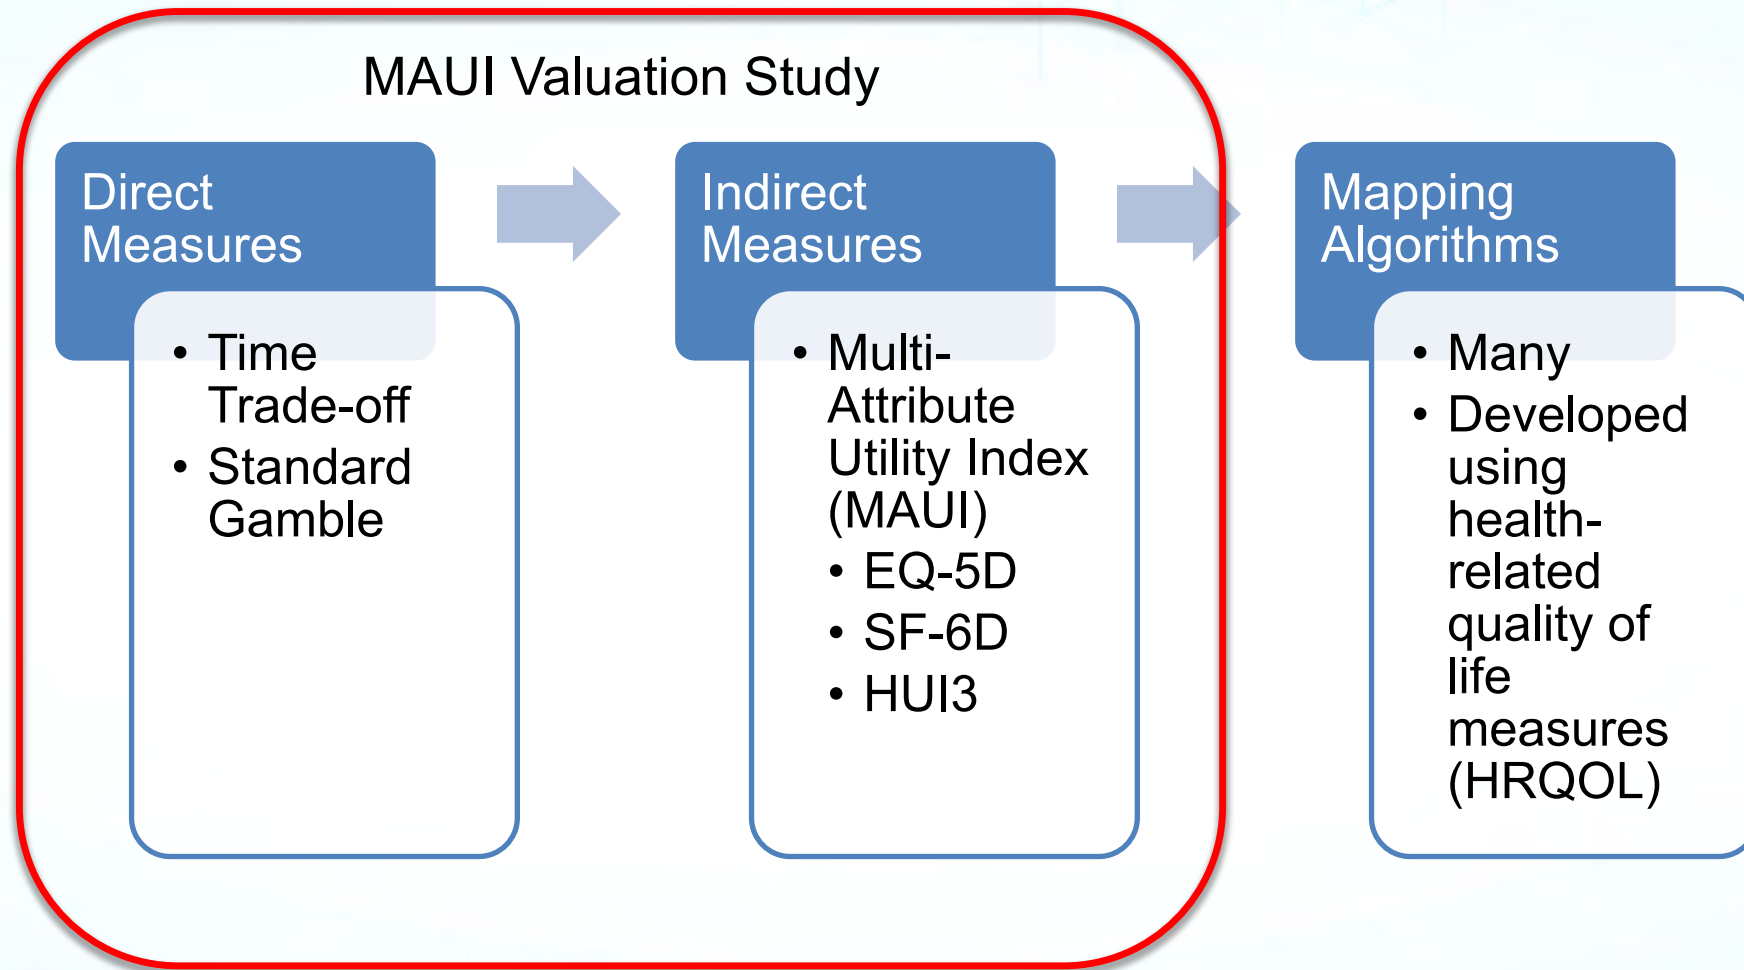 MAUI Valuation Study
Direct
Measures
• Time
Trade-off
• Standard
Gamble
Indirect
Measures
• Multi-
Attribute
Utility Index
(MAUI)
• EQ-5D
• SF-6D
• HUI3
Mapping
Algorithms
• Many
• Developed
using
health-
related
quality of
life
measures
(HRQOL)